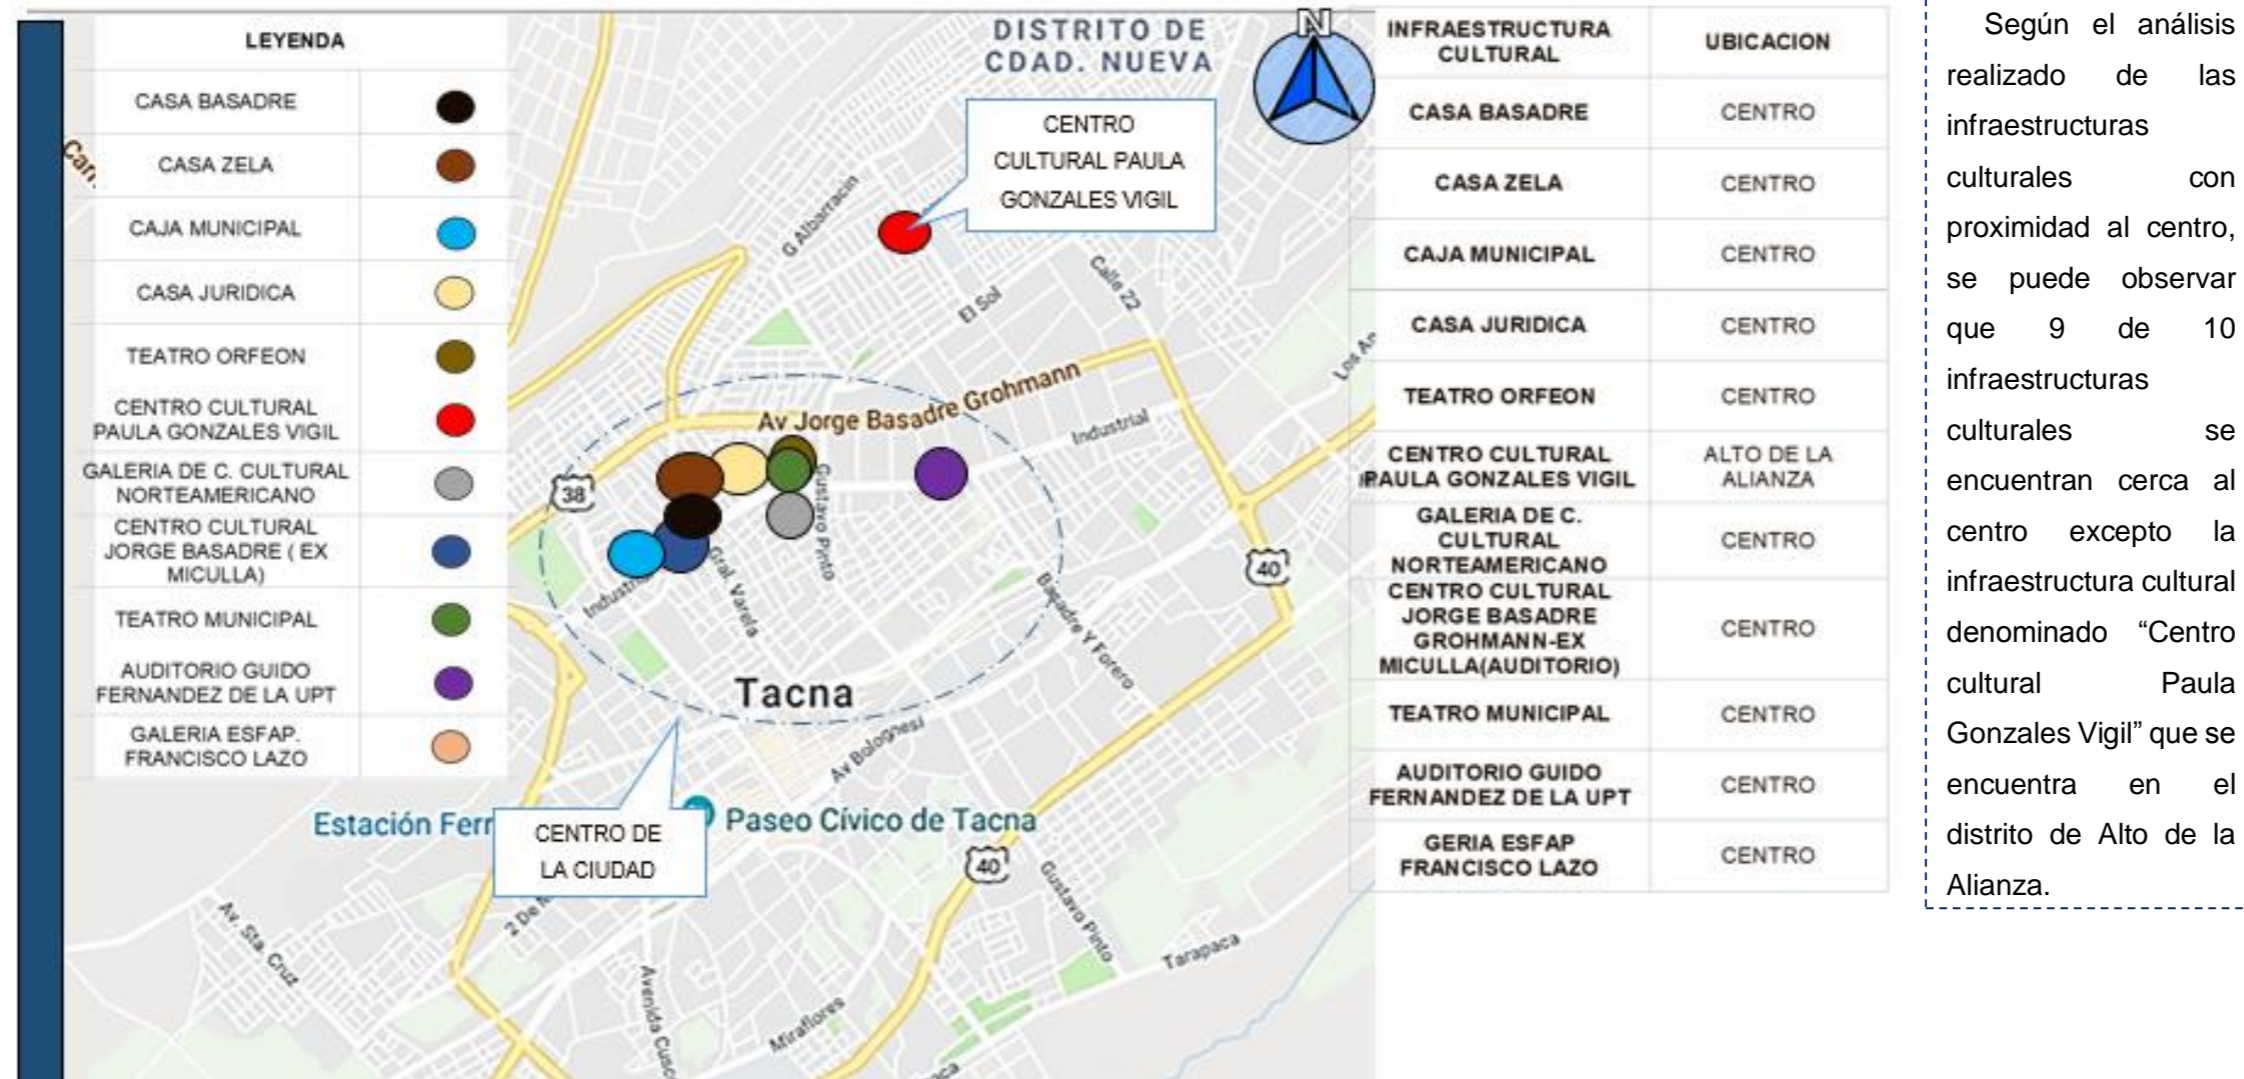 LEYENDA
CASA BASADRE
CASA ZELA
CAJA MUNICIPAL
CASA JURIDICA
TEATRO ORFEON
CENTRO CULTURAL
PAULA GONZALES VIGIL
GALERIA DE C. CULTURAL
NORTEAMERICANO
CENTRO CULTURAL
JORGE BASADRE ( EX
MICULLA)
TEATRO MUNICIPAL
AUDITORIO GUIDO
FERNANDEZ DE LA UPT
GALERIA ESFAP.
FRANCISCO LAZO
DISTRITO DE
CDAD. NUEVA
N
CENTRO
CULTURAL PAULA
GONZALES VIGIL
G Albarracin
Calle 22
El Sol
Los
Av Jorge Basadre Grohmann
Industrial
38
Gustavo Pinto
Gral. Varela
40
Basadre Y Forero
Tacna
Av Bolognesi
Estación
Paseo Cívico de Tacna
CENTRO DE
LA CIUDAD
40
Gustavo Pinto
2 De
Av. Sta. Cruz
Tarapaca
Avenida
Miraflores
INFRAESTRUCTURA
CULTURAL
UBICACION
CASA BASADRE
CENTRO
CASA ZELA
CENTRO
CAJA MUNICIPAL
CENTRO
CASA JURIDICA
CENTRO
TEATRO ORFEON
CENTRO
CENTRO CULTURAL
PAULA GONZALES VIGIL
ALTO DE LA
ALIANZA
GALERIA DE C.
CULTURAL
NORTEAMERICANO
CENTRO
CENTRO CULTURAL
JORGE BASADRE
GROHMANN-EX
MICULLA(AUDITORIO)
CENTRO
TEATRO MUNICIPAL
CENTRO
AUDITORIO GUIDO
FERNANDEZ DE LA UPT
CENTRO
GERIA ESFAP
FRANCISCO LAZO
CENTRO
Según el análisis
realizado de las
infraestructuras
culturales con
proximidad al centro,
se puede observar
que 9 de 10
infraestructuras
culturales se
encuentran cerca al
centro excepto la
infraestructura cultural
denominado “Centro
cultural Paula
Gonzales Vigil” que se
encuentra en el
distrito de Alto de la
Alianza.